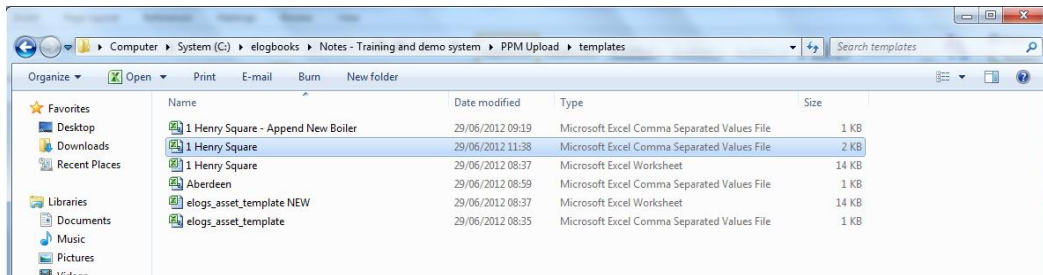 Computer ▸ System (C:) ▸ elogbooks ▸ Notes - Training and demo system ▸ PPM Upload ▸ templates
Search templates
Organize Open Print E-mail Burn New folder
Favorites
Desktop
Downloads
Recent Places
Libraries
Documents
Music
Pictures
Videos
Name Date modified Type Size
1 Henry Square - Append New Boiler 29/06/2012 09:19 Microsoft Excel Comma Separated Values File 1 KB
1 Henry Square 29/06/2012 11:38 Microsoft Excel Comma Separated Values File 2 KB
1 Henry Square 29/06/2012 08:37 Microsoft Excel Worksheet 14 KB
Aberdeen 29/06/2012 08:59 Microsoft Excel Comma Separated Values File 1 KB
elogs_asset_template NEW 29/06/2012 08:37 Microsoft Excel Worksheet 14 KB
elogs_asset_template 29/06/2012 08:35 Microsoft Excel Comma Separated Values File 1 KB